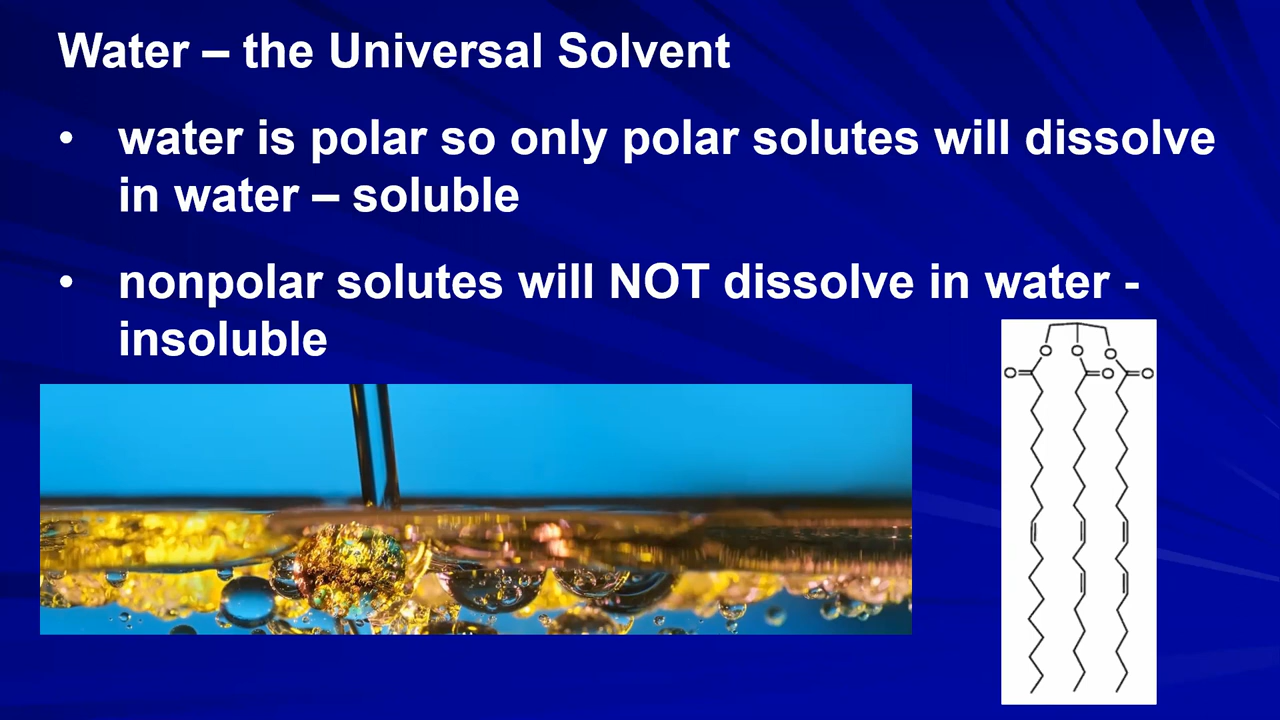 Water – the Universal Solvent
• water is polar so only polar solutes will dissolve
in water – soluble
• nonpolar solutes will NOT dissolve in water -
insoluble
O O O
O O O